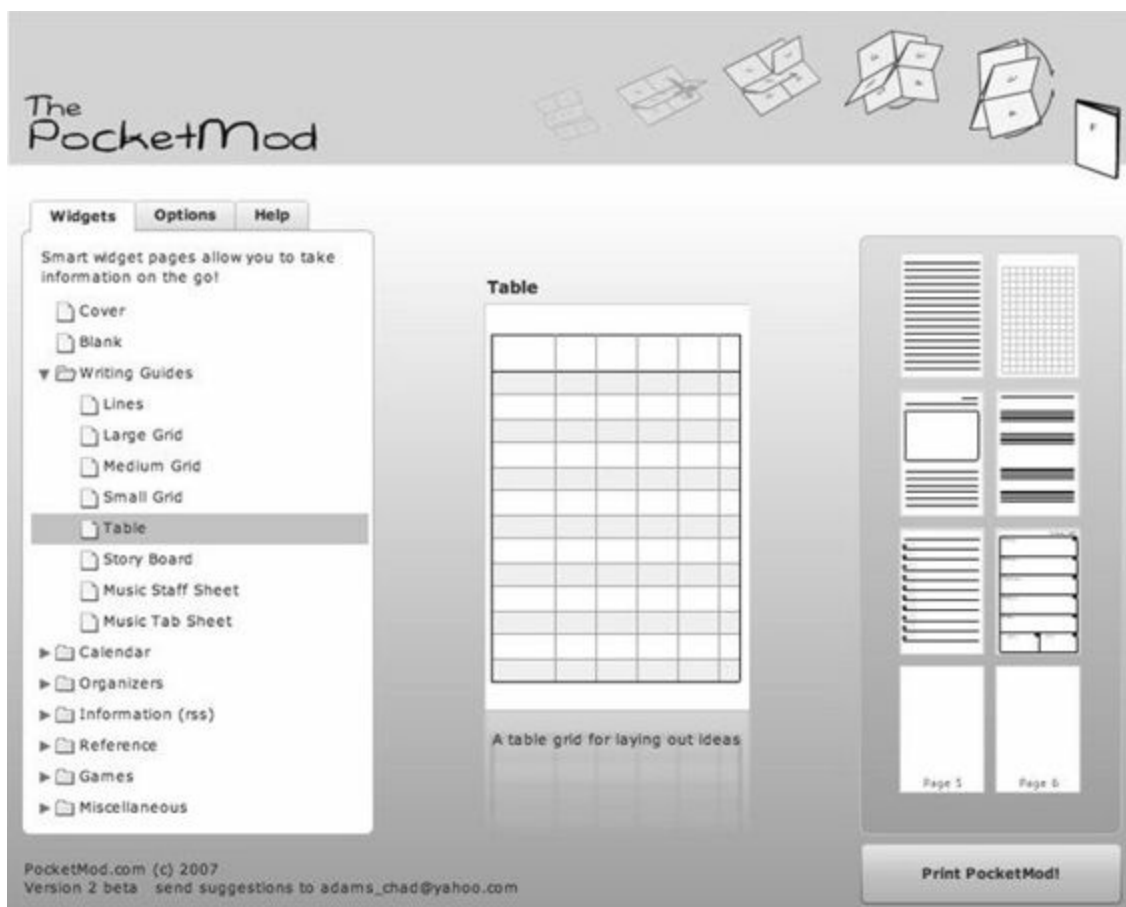 The
PocketMod
Widgets
Options
Help
Smart widget pages allow you to take
information on the go!
Cover
Blank
Writing Guides
Lines
Large Grid
Medium Grid
Small Grid
Table
Story Board
Music Staff Sheet
Music Tab Sheet
Calendar
Organizers
Information (rss)
Reference
Games
Miscellaneous
Table
A table grid for laying out ideas
Page 5
Page 6
Print PocketMod!
PocketMod.com (c) 2007
Version 2 beta send suggestions to adams_chad@yahoo.com